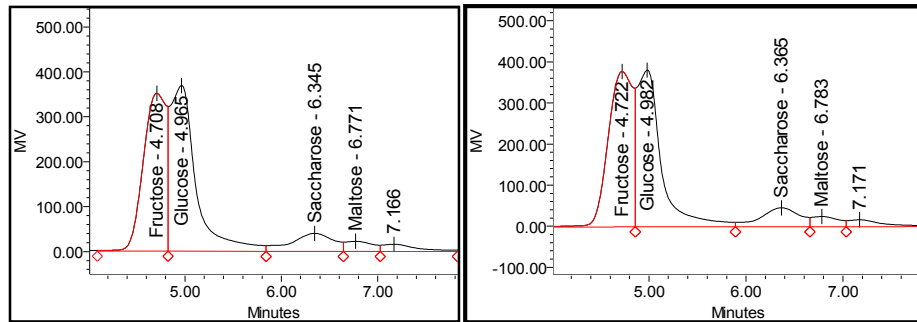 500.00
400.00
300.00
200.00
100.00
0.00
MV
Fructose - 4.708
Glucose - 4.965
Saccharose - 6.345
Maltose - 6.771
7.166
5.00 6.00 7.00
Minutes
500.00
400.00
300.00
200.00
100.00
0.00
-100.00
MV
Fructose - 4.722
Glucose - 4.982
Saccharose - 6.365
Maltose - 6.783
7.171
5.00 6.00 7.00
Minutes